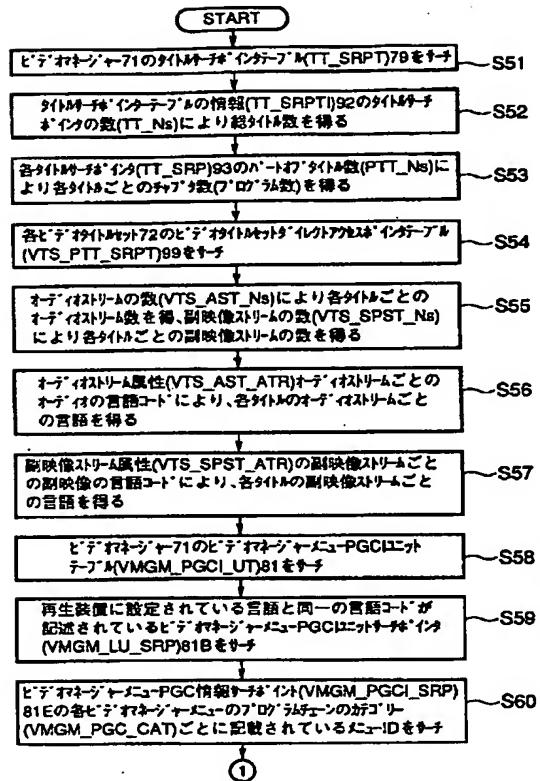 START
ビデオマネージャー71のタイトルサーチポインタテーブル(TT_SRPT)79をサーチ
S51
タイトルサーチポインターテーブルの情報(TT_SRPTI)92のタイトルサーチ
ポインタの数(TT_Ns)により総タイトル数を得る
S52
各タイトルサーチポインタ(TT_SRP)93のパートオブタイトル数(PTT_Ns)に
より各タイトルごとのチャプタ数(プログラム数)を得る
S53
各ビデオタイトルセット72のビデオタイトルセットダイレクトアクセスポインタテーブル
(VTS_PTT_SRPT)99をサーチ
S54
オーディオストリームの数(VTS_AST_Ns)により各タイトルごとの
オーディオストリーム数を得、副映像ストリームの数(VTS_SPST_Ns)
により各タイトルごとの副映像ストリームの数を得る
S55
オーディオストリーム属性(VTS_AST_ATR)オーディオストリームごとの
オーディオの言語コードにより、各タイトルのオーディオストリームごと
の言語を得る
S56
副映像ストリーム属性(VTS_SPST_ATR)の副映像ストリームごと
の副映像の言語コードにより、各タイトルの副映像ストリームごと
の言語を得る
S57
ビデオマネージャー71のビデオマネージャーメニューPGCIユニット
テーブル(VMGM_PGCI_UT)81をサーチ
S58
再生装置に設定されている言語と同一の言語コードが
記述されているビデオマネージャーメニューPGCIユニットサーチポインタ
(VMGM_LU_SRP)81Bをサーチ
S59
ビデオマネージャーメニューPGC情報サーチポイント(VMGM_PGCI_SRP)
81Eの各ビデオマネージャーメニューのプログラムチェーンのカテゴリー
(VMGM_PGC_CAT)ごとに記載されているメニューIDをサーチ
S60
1